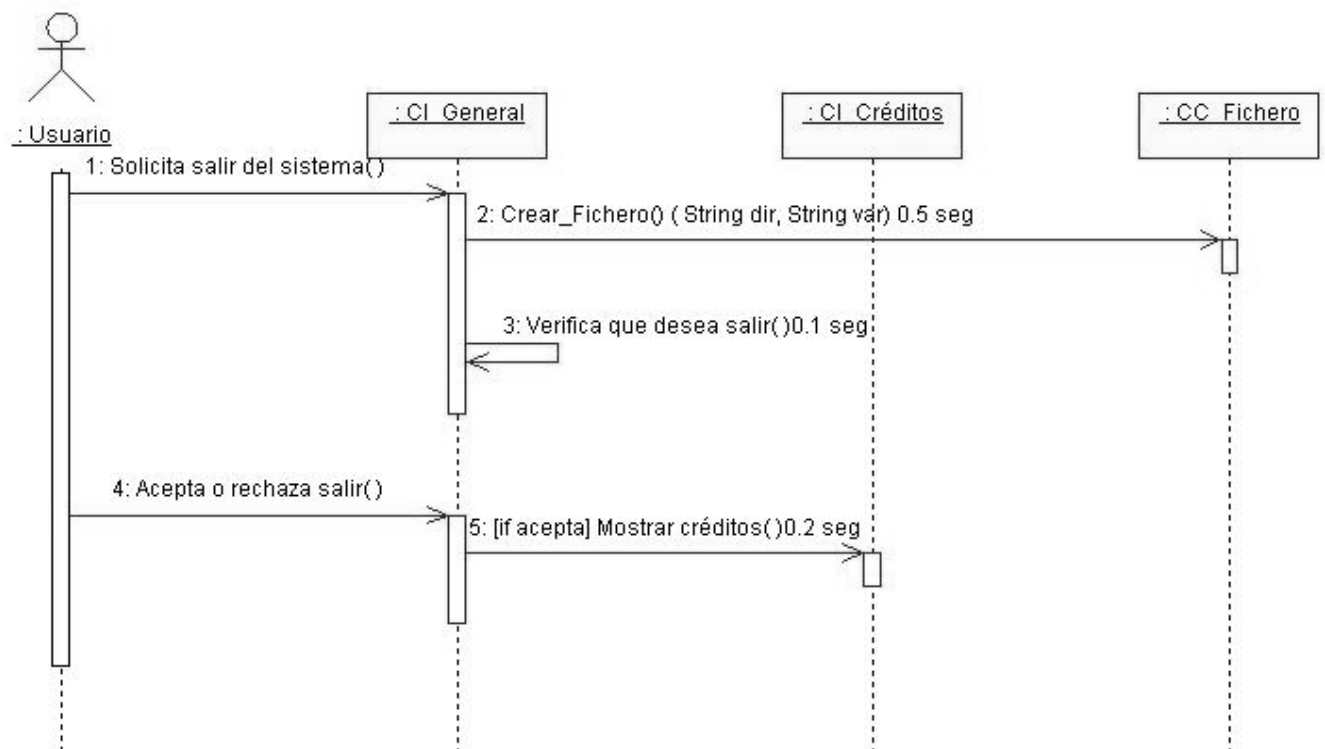 : CI_General
: CI_Créditos
: CC_Fichero
: Usuario
1: Solicita salir del sistema( )
2: Crear_Fichero() ( String dir, String var) 0.5 seg
3: Verifica que desea salir( )0.1 seg
4: Acepta o rechaza salir( )
5: [if acepta] Mostrar créditos( )0.2 seg